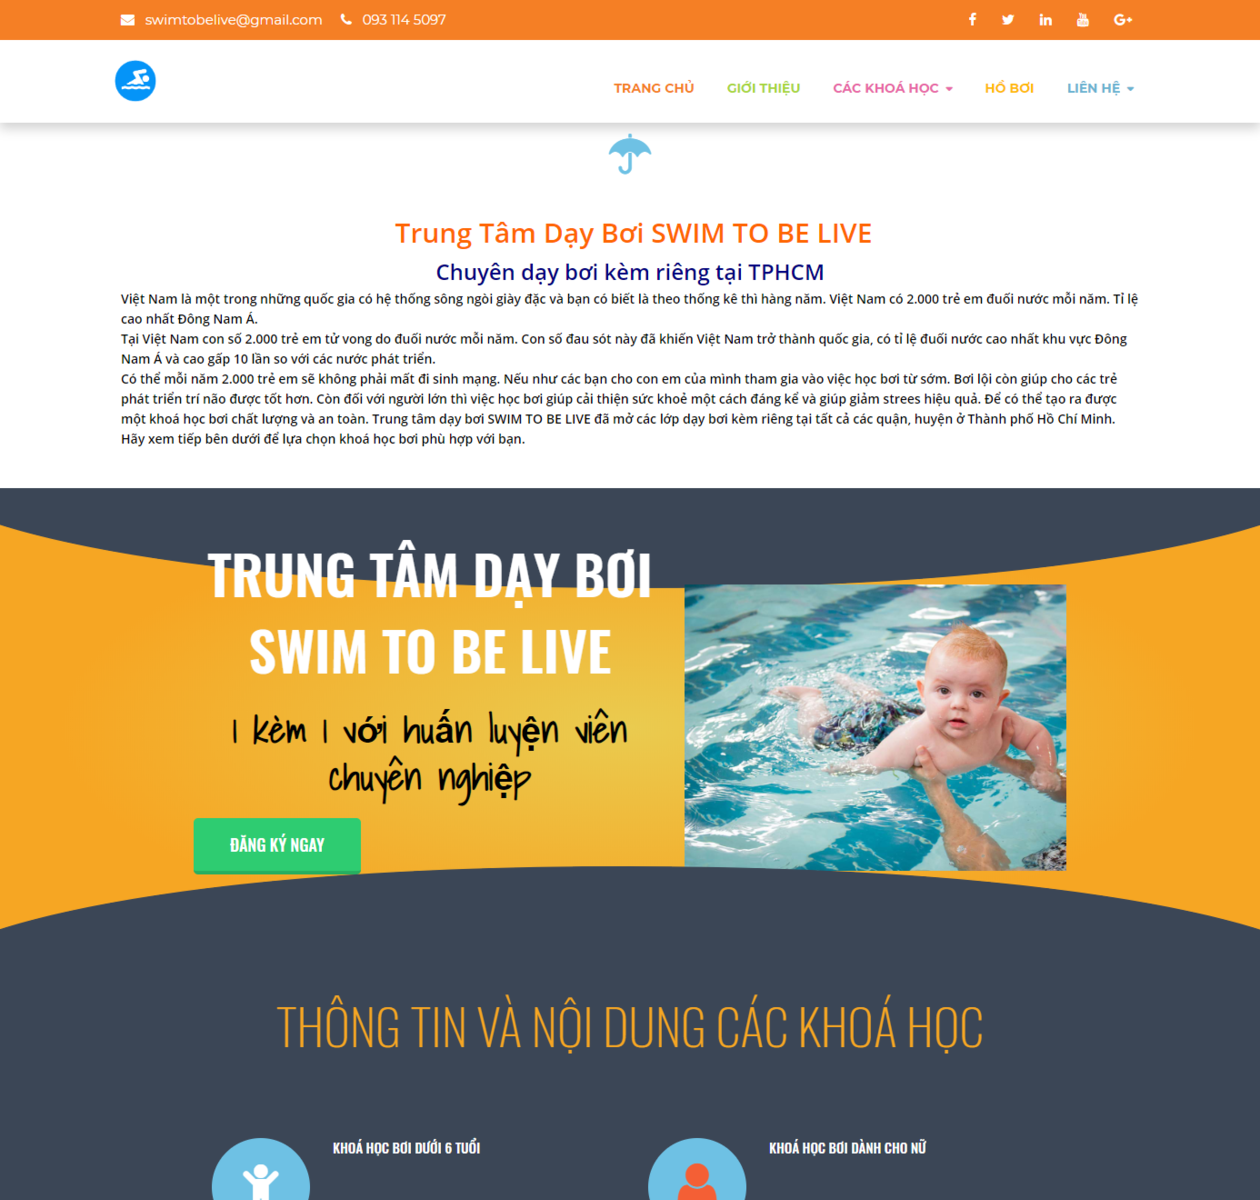 swimtobelive@gmail.com 093 114 5097
TRANG CHỦ GIỚI THIỆU CÁC KHOÁ HỌC HỒ BƠI LIÊN HỆ
Trung Tâm Dạy Bơi SWIM TO BE LIVE
Chuyên dạy bơi kèm riêng tại TPHCM
Việt Nam là một trong những quốc gia có hệ thống sông ngòi giày đặc và bạn có biết là theo thống kê thì hàng năm. Việt Nam có 2.000 trẻ em đuối nước mỗi năm. Tỉ lệ
cao nhất Đông Nam Á.
Tại Việt Nam con số 2.000 trẻ em tử vong do đuối nước mỗi năm. Con số đau sót này đã khiến Việt Nam trở thành quốc gia, có tỉ lệ đuối nước cao nhất khu vực Đông
Nam Á và cao gấp 10 lần so với các nước phát triển.
Có thể mỗi năm 2.000 trẻ em sẽ không phải mất đi sinh mạng. Nếu như các bạn cho con em của mình tham gia vào việc học bơi từ sớm. Bơi lội còn giúp cho các trẻ
phát triển trí não được tốt hơn. Còn đối với người lớn thì việc học bơi giúp cải thiện sức khoẻ một cách đáng kể và giúp giảm strees hiệu quả. Để có thể tạo ra được
một khoá học bơi chất lượng và an toàn. Trung tâm dạy bơi SWIM TO BE LIVE đã mở các lớp dạy bơi kèm riêng tại tất cả các quận, huyện ở Thành phố Hồ Chí Minh.
Hãy xem tiếp bên dưới để lựa chọn khoá học bơi phù hợp với bạn.
TRUNG TÂM DẠY BƠI
SWIM TO BE LIVE
1 kèm 1 với huấn luyện viên
chuyên nghiệp
ĐĂNG KÝ NGAY
THÔNG TIN VÀ NỘI DUNG CÁC KHOÁ HỌC
KHOÁ HỌC BƠI DƯỚI 6 TUỔI
KHOÁ HỌC BƠI DÀNH CHO NỮ